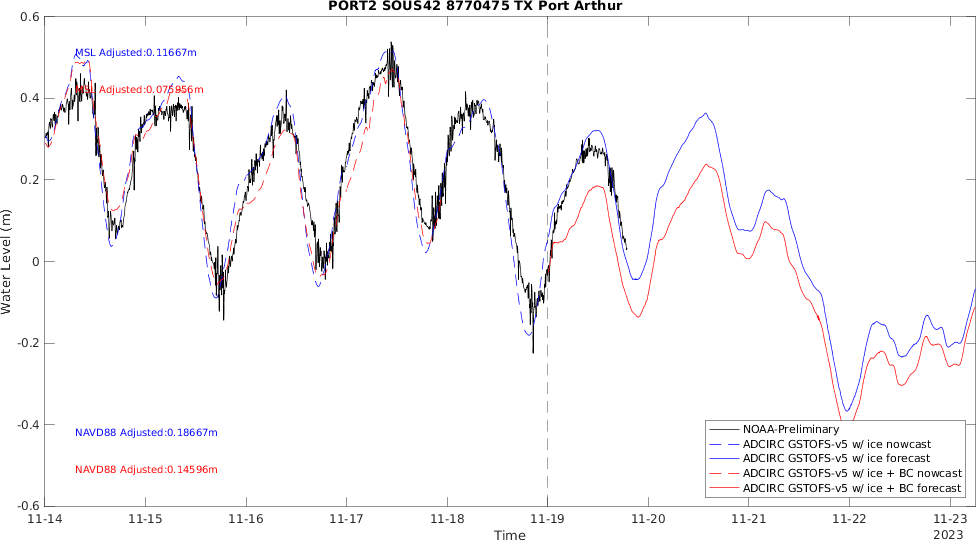 PORT2 SOUS42 8770475 TX Port Arthur
0.6
0.4
0.2
0
-0.2
-0.4
-0.6
Water Level (m)
MSL Adjusted:0.11667m
MSL Adjusted:0.075956m
NAVD88 Adjusted:0.18667m
NAVD88 Adjusted:0.14596m
NOAA-Preliminary
ADCIRC GSTOFS-v5 w/ ice nowcast
ADCIRC GSTOFS-v5 w/ ice forecast
ADCIRC GSTOFS-v5 w/ ice + BC nowcast
ADCIRC GSTOFS-v5 w/ ice + BC forecast
11-14 11-15 11-16 11-17 11-18 11-19 11-20 11-21 11-22 11-23
Time
2023